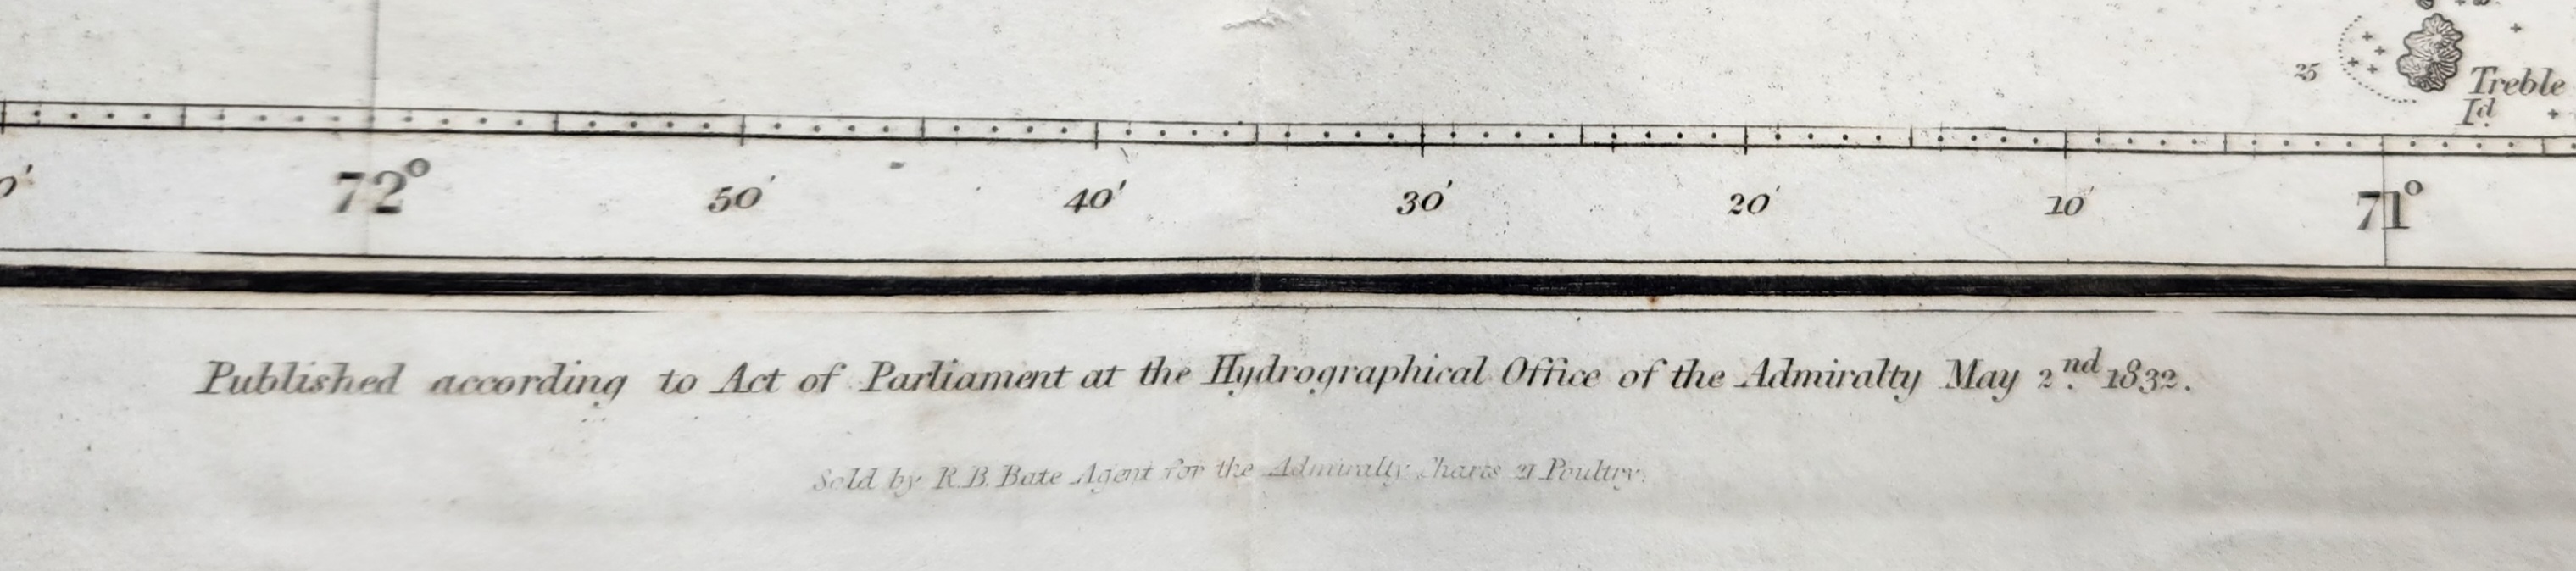 25
Treble
Id
0' 72° 50' 40' 30' 20' 10' 71°
Published according to Act of Parliament at the Hydrographical Office of the Admiralty May 2nd 1832.
Sold by R.B. Bate Agent for the Admiralty Charts 21 Poultry.